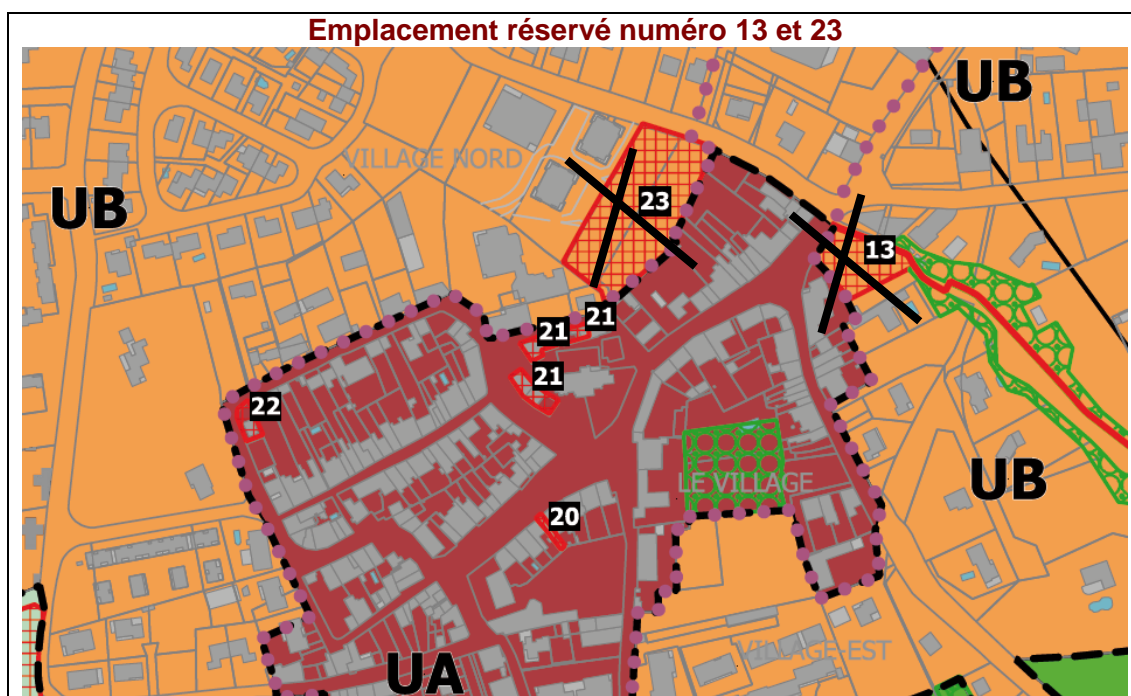 Emplacement réservé numéro 13 et 23
UB
VILLAGE NORD
UB
23
13
21
21
21
22
UB
LE VILLAGE
20
VILLAGE-EST
UA